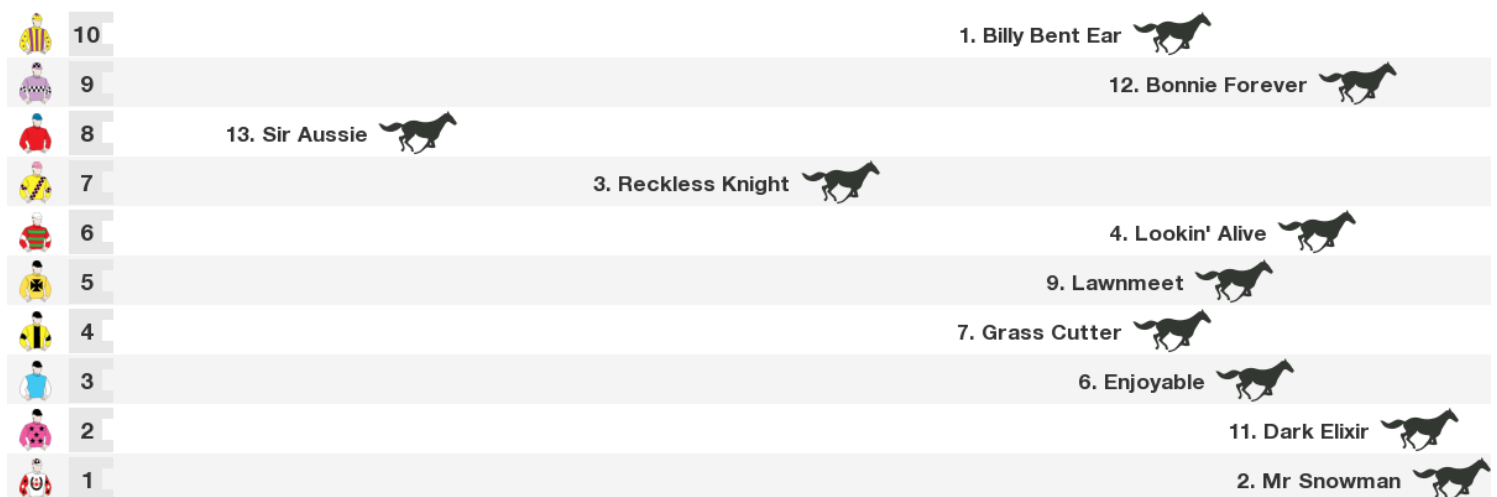 10 1. Billy Bent Ear
9 12. Bonnie Forever
8 13. Sir Aussie
7 3. Reckless Knight
6 4. Lookin' Alive
5 9. Lawnmeet
4 7. Grass Cutter
3 6. Enjoyable
2 11. Dark Elixir
1 2. Mr Snowman